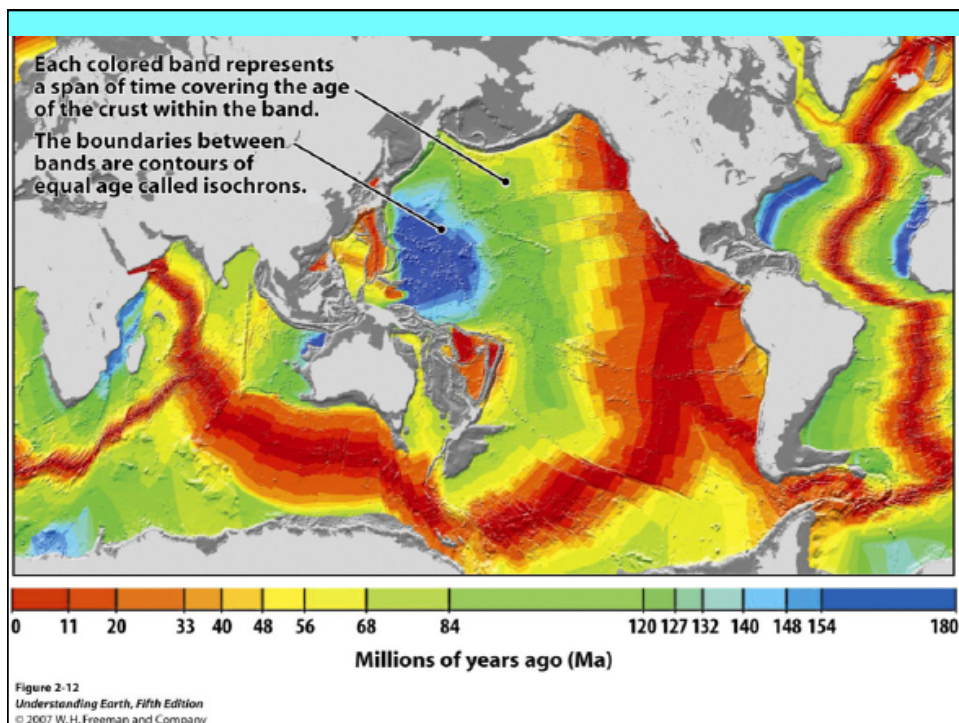 Each colored band represents
a span of time covering the age
of the crust within the band.
The boundaries between
bands are contours of
equal age called isochrons.
0 11 20 33 40 48 56 68 84 120 127 132 140 148 154 180
Millions of years ago (Ma)
Figure 2-12
Understanding Earth, Fifth Edition
© 2007 W. H. Freeman and Company